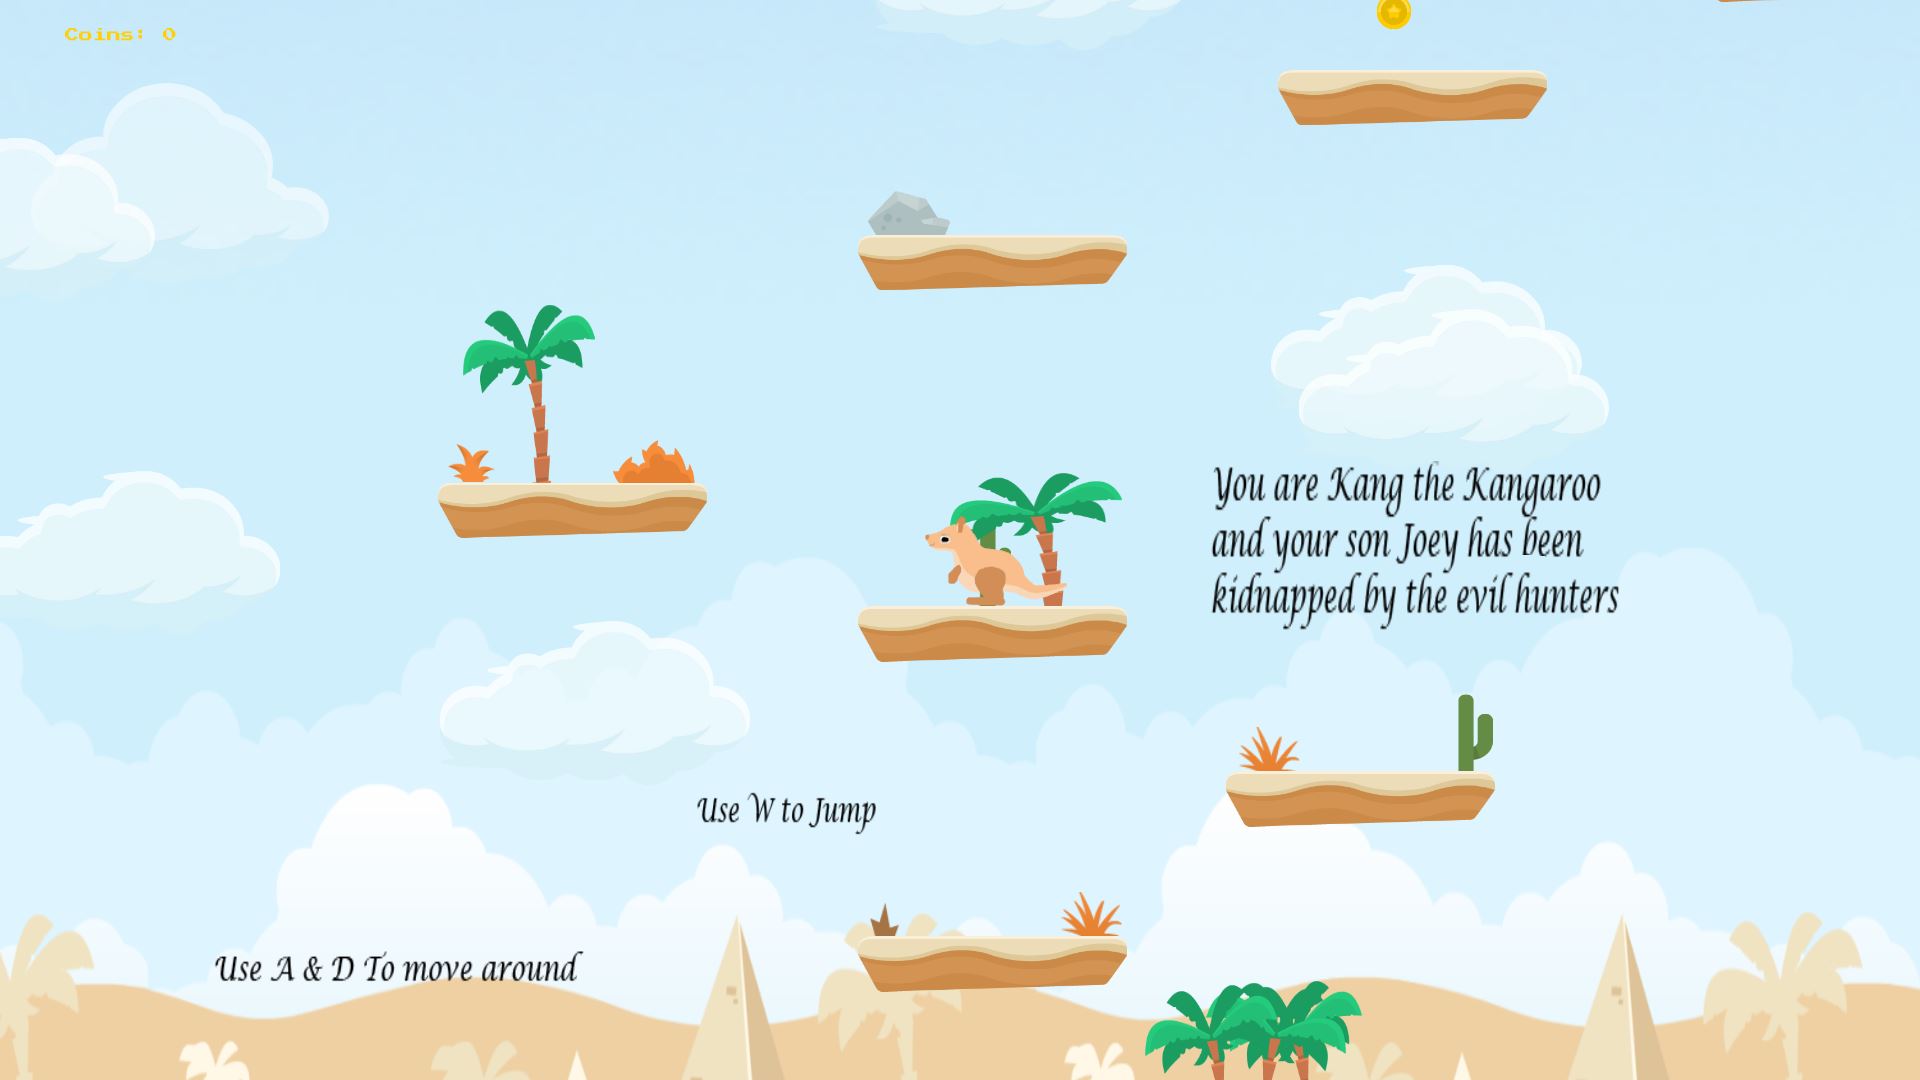 Coins: 0
You are Kang the Kangaroo
and your son Joey has been
kidnapped by the evil hunters
Use W to Jump
Use A & D To move around